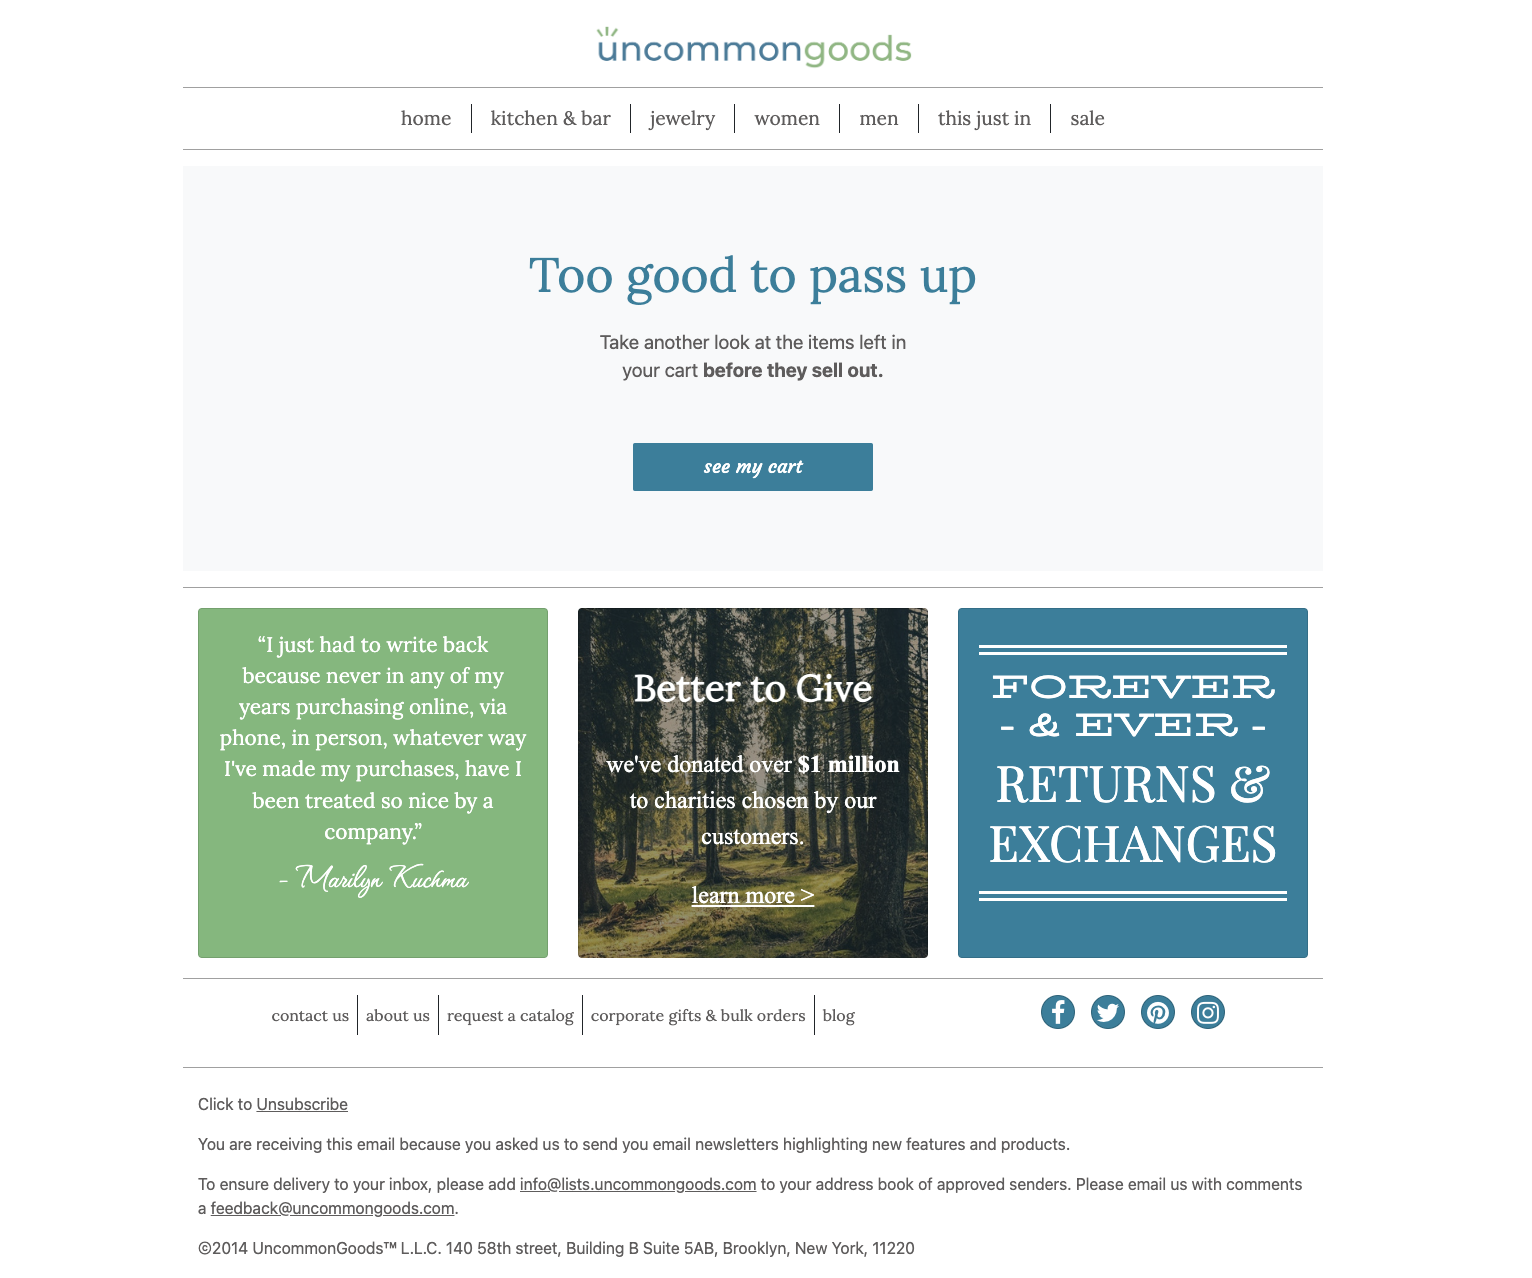 uncommongoods
home
kitchen & bar
jewelry
women
men
this just in
sale
Too good to pass up
Take another look at the items left in
your cart before they sell out.
see my cart
“I just had to write back
because never in any of my
years purchasing online, via
phone, in person, whatever way
I've made my purchases, have I
been treated so nice by a
company.”
- Marilyn Kuchma
Better to Give
we've donated over $1 million
to charities chosen by our
customers.
learn more >
FOREVER
- & EVER -
RETURNS &
EXCHANGES
contact us
about us
request a catalog
corporate gifts & bulk orders
blog
Click to Unsubscribe
You are receiving this email because you asked us to send you email newsletters highlighting new features and products.
To ensure delivery to your inbox, please add info@lists.uncommongoods.com to your address book of approved senders. Please email us with comments
a feedback@uncommongoods.com.
©2014 UncommonGoods™ L.L.C. 140 58th street, Building B Suite 5AB, Brooklyn, New York, 11220